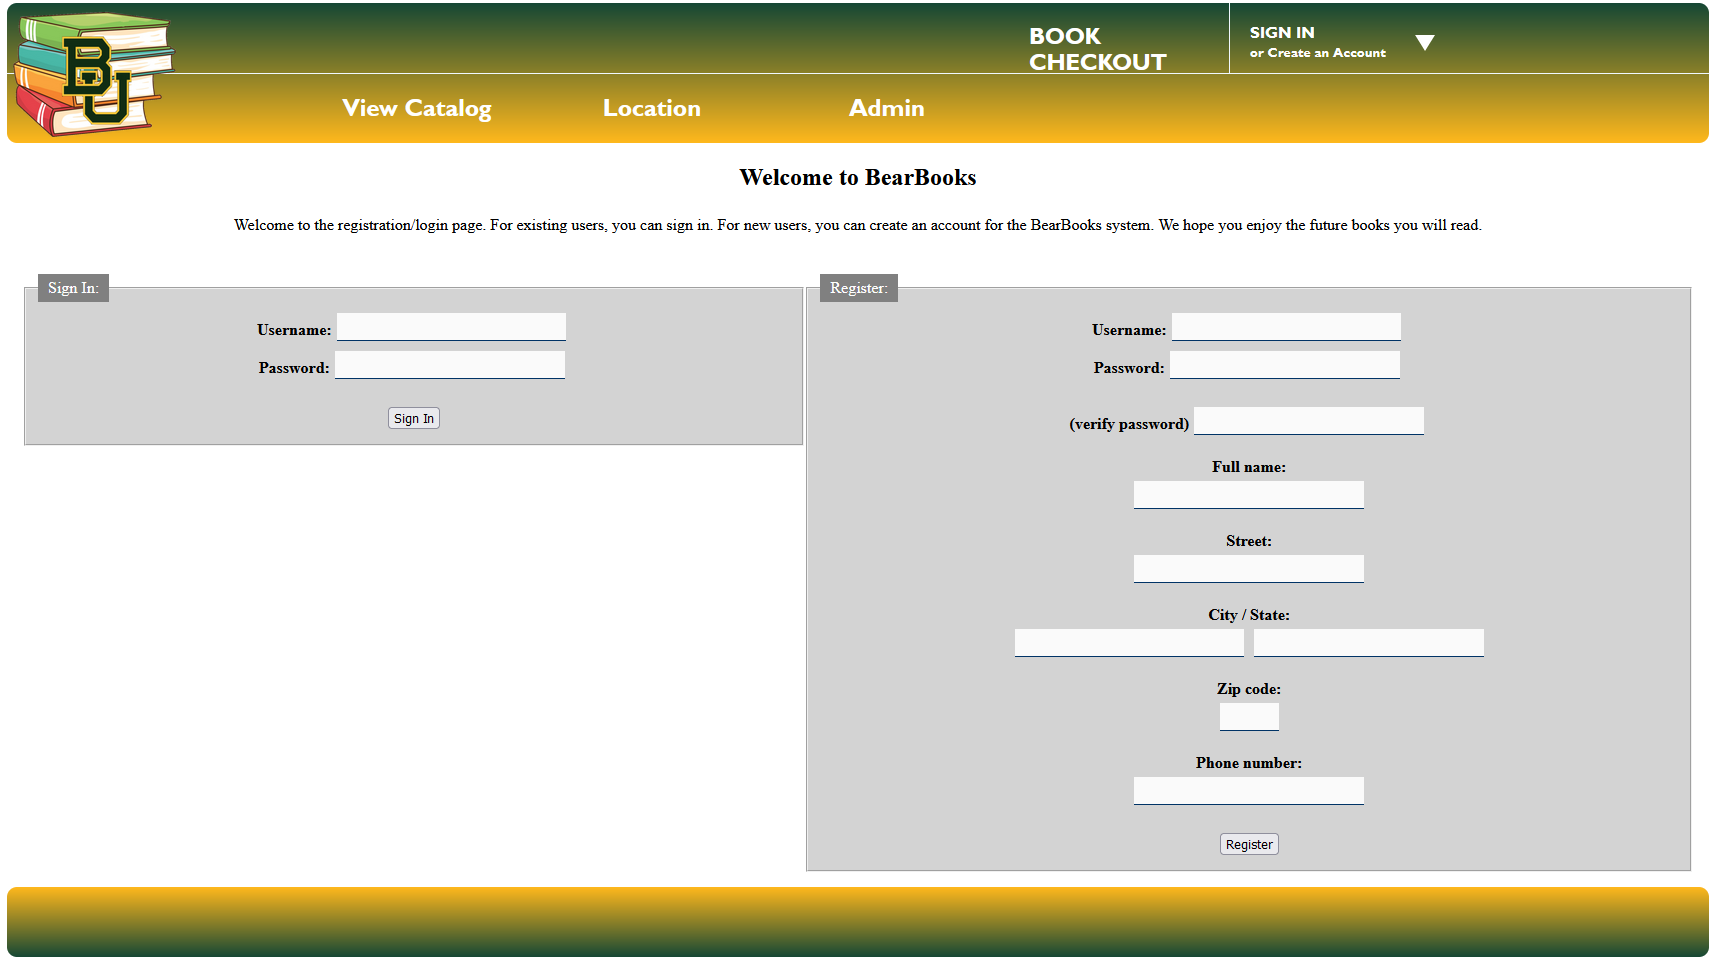 BU
BOOK
CHECKOUT
SIGN IN
or Create an Account
View Catalog
Location
Admin
Welcome to BearBooks
Welcome to the registration/login page. For existing users, you can sign in. For new users, you can create an account for the BearBooks system. We hope you enjoy the future books you will read.
Sign In:
Username:
Password:
Sign In
Register:
Username:
Password:
(verify password)
Full name:
Street:
City / State:
Zip code:
Phone number:
Register